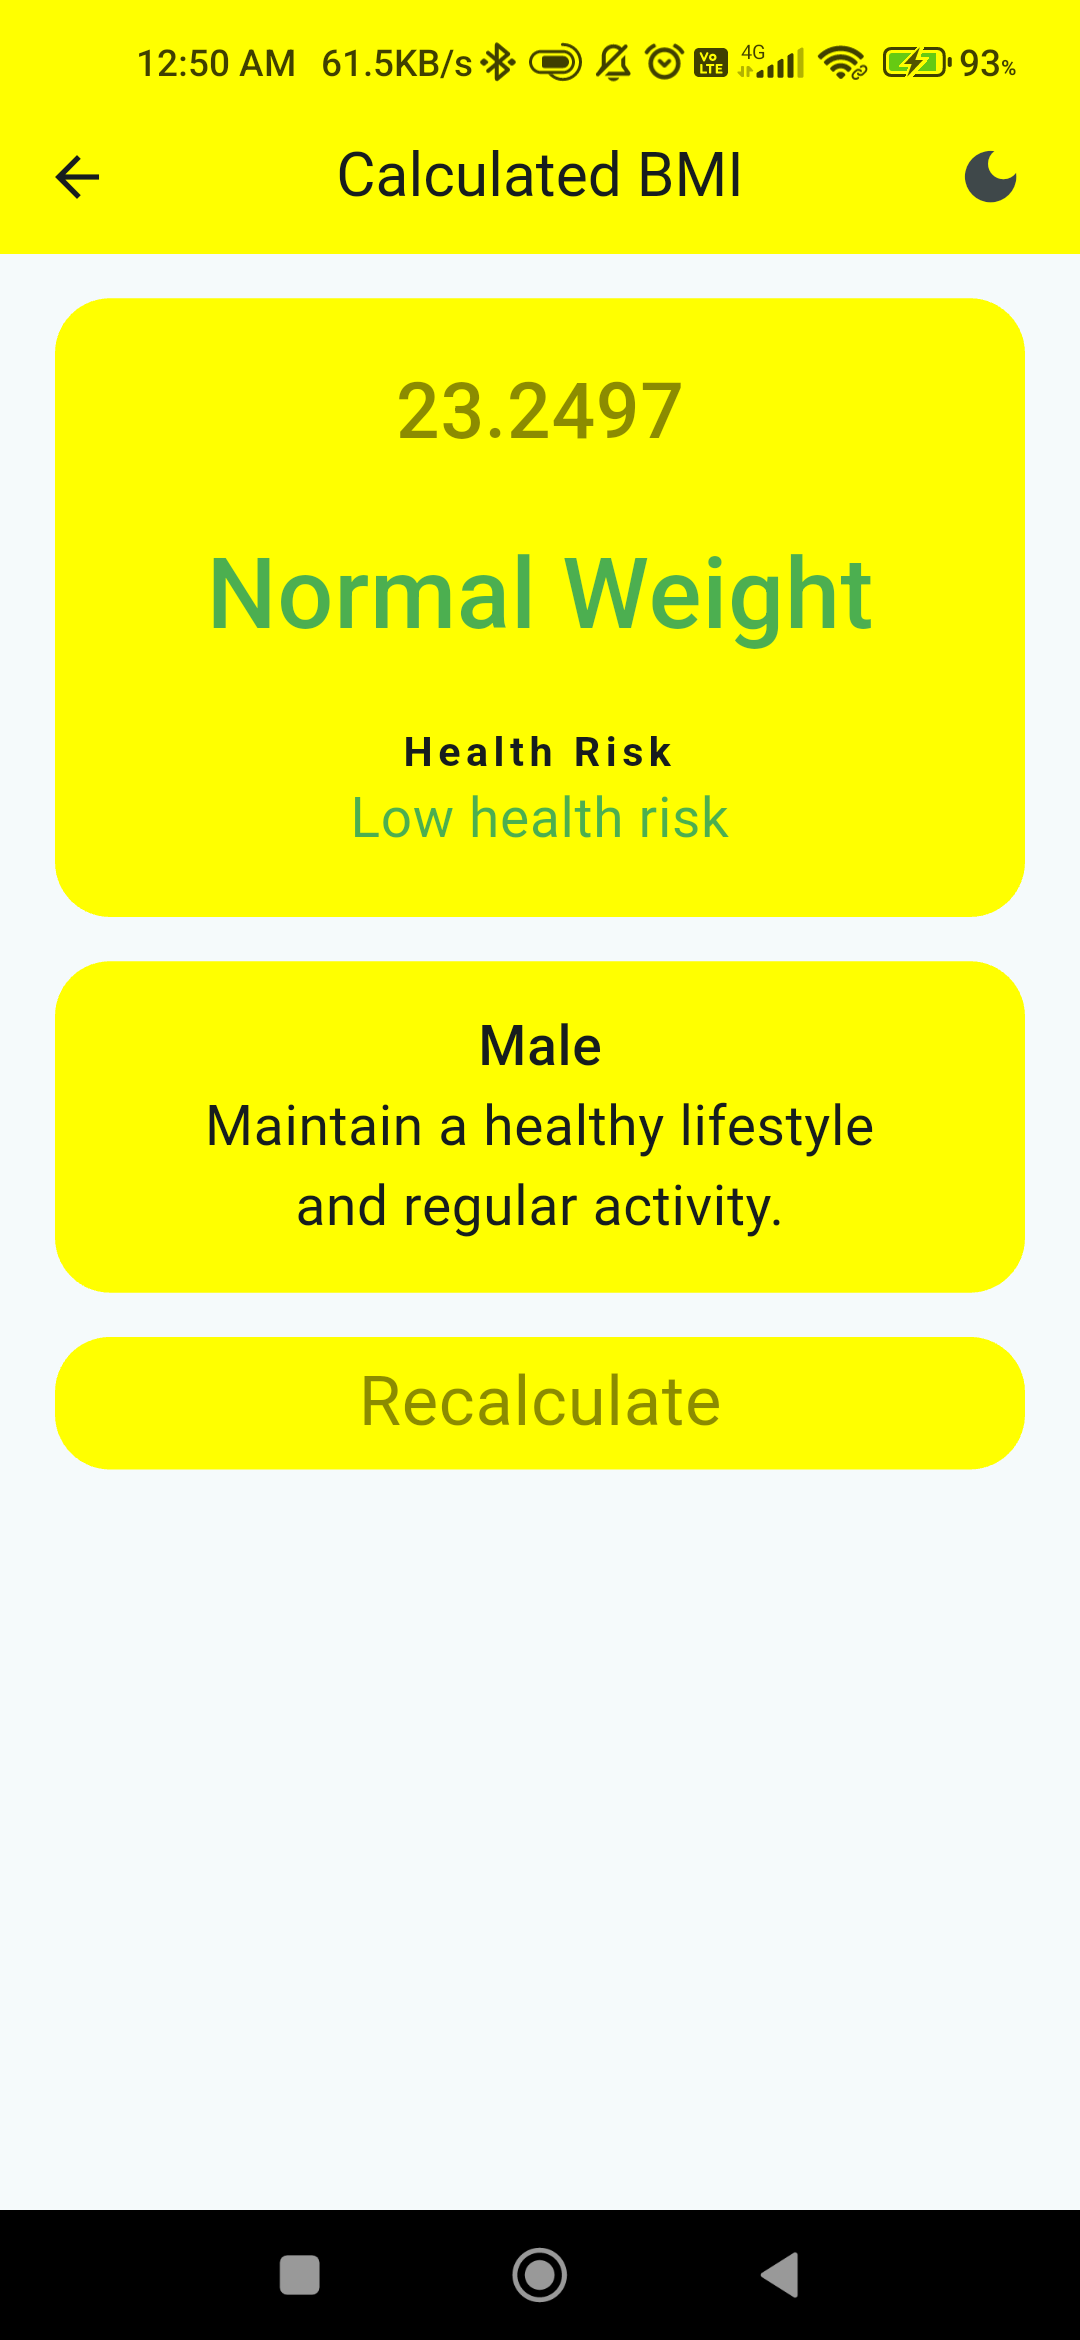 12:50 AM 61.5KB/s Vo LTE 4G 93%
Calculated BMI
23.2497
Normal Weight
Health Risk
Low health risk
Male
Maintain a healthy lifestyle
and regular activity.
Recalculate